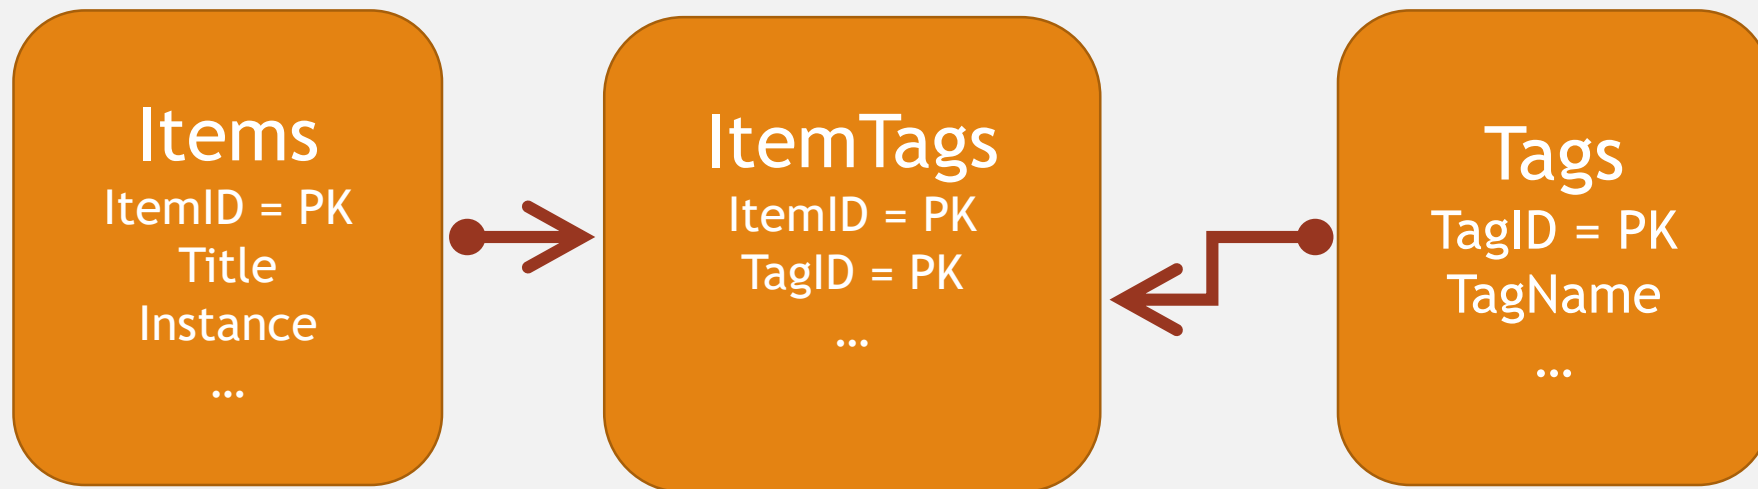 Items
ItemID = PK
Title
Instance
...
ItemTags
ItemID = PK
TagID = PK
...
Tags
TagID = PK
TagName
...